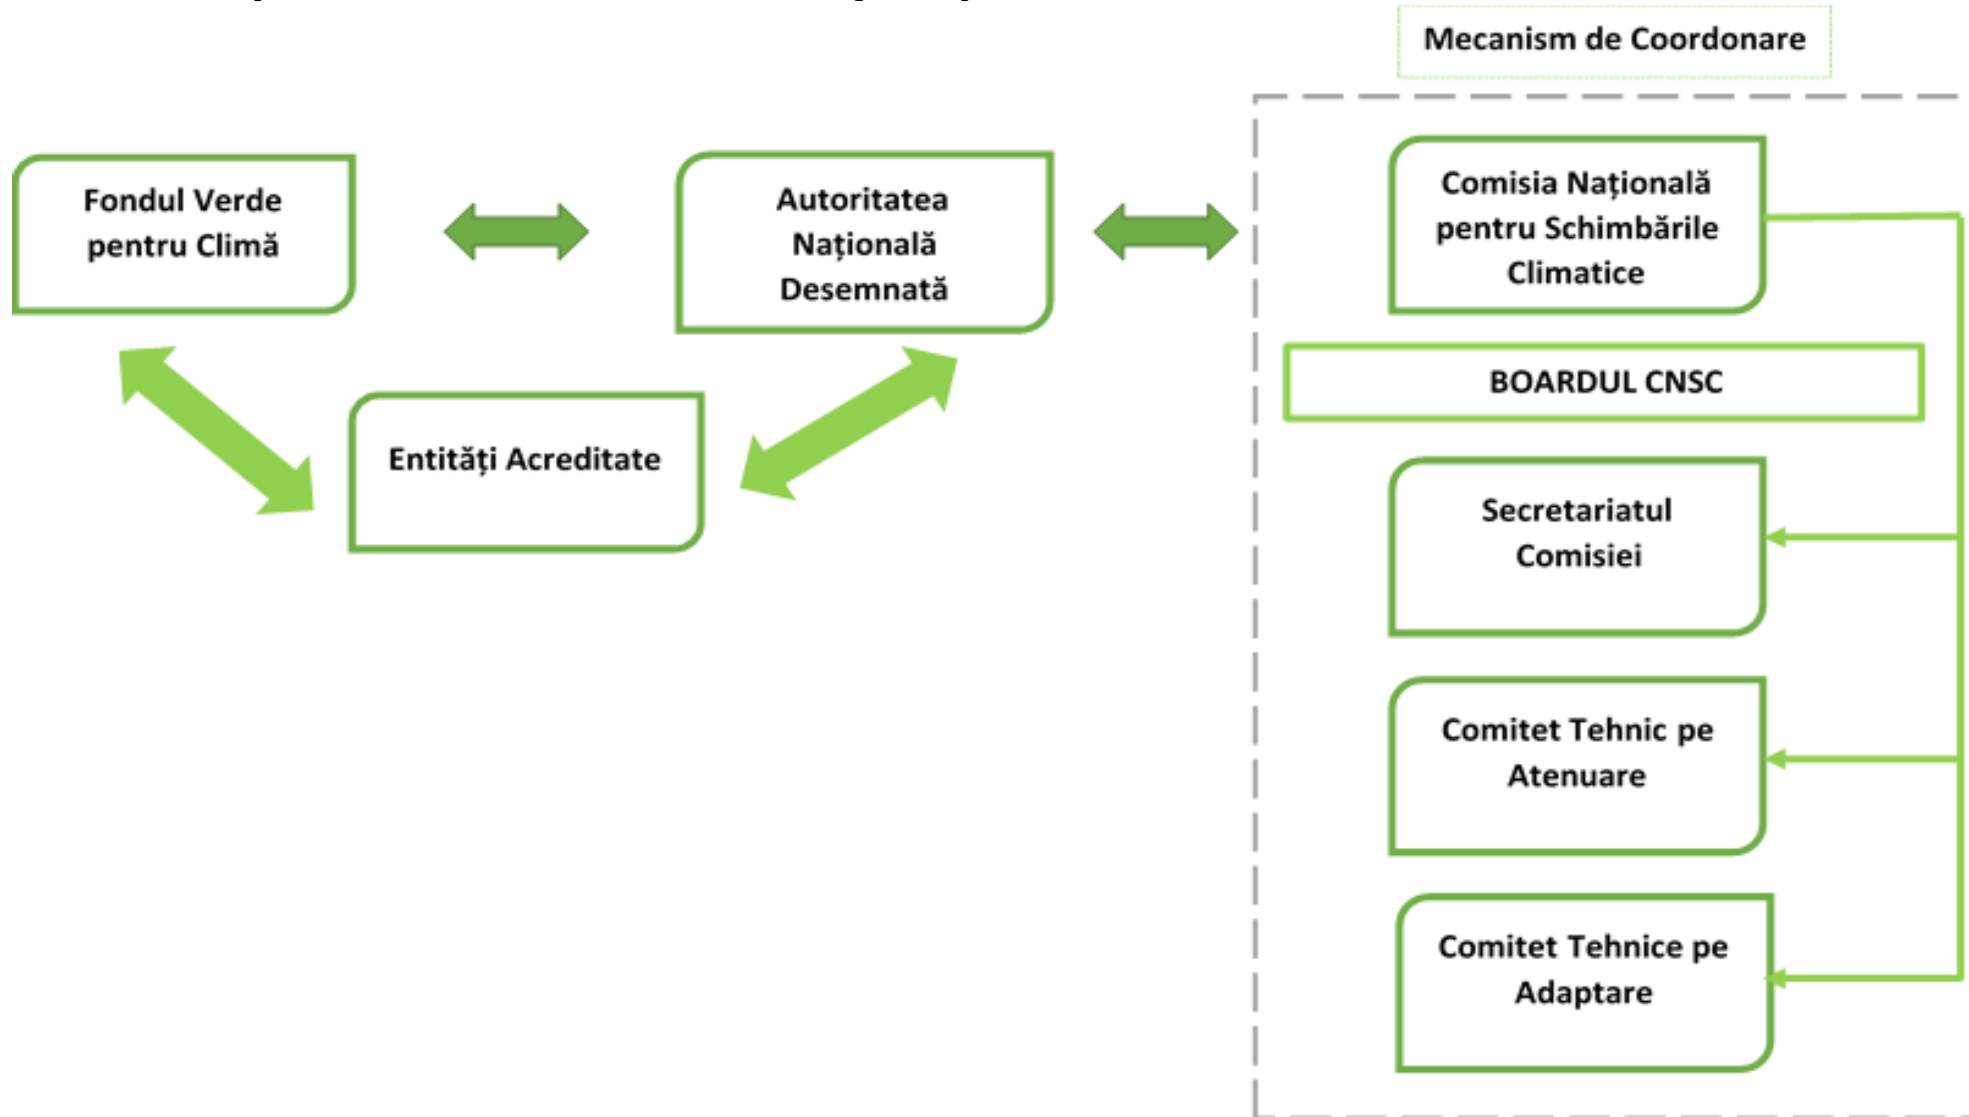 Mecanism de Coordonare
Fondul Verde
pentru Climă
Autoritatea
Națională
Desemnată
Comisia Națională
pentru Schimbările
Climatice
BOARDUL CNSC
Entități Acreditate
Secretariatul
Comisiei
Comitet Tehnic pe
Atenuare
Comitet Tehnice pe
Adaptare